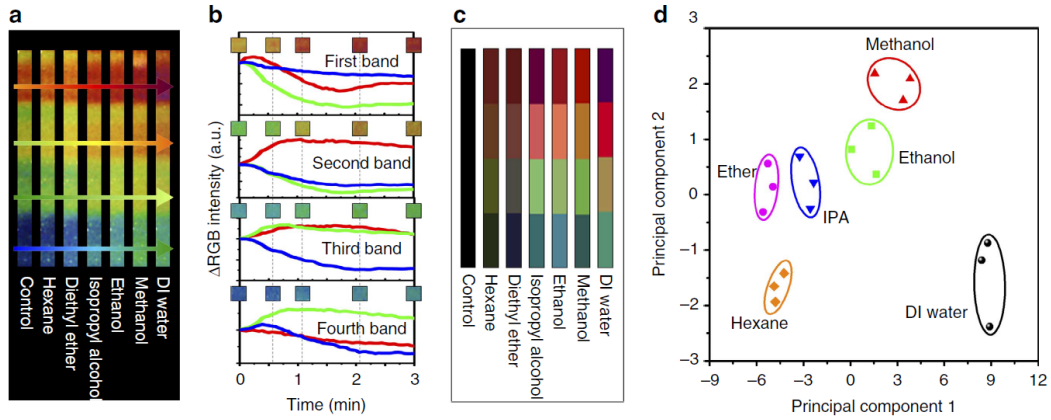 a
Control
Hexane
Diethyl ether
Isopropyl alcohol
Ethanol
Methanol
DI water
b
ΔRGB intensity (a.u.)
First band
Second band
Third band
Fourth band
0 1 2 3
Time (min)
c
Control
Hexane
Diethyl ether
Isopropyl alcohol
Ethanol
Methanol
DI water
d
Principal component 2
3
2
1
0
−1
−2
−3
Methanol
Ethanol
Ether
IPA
Hexane
DI water
−9 −6 −3 0 3 6 9 12
Principal component 1